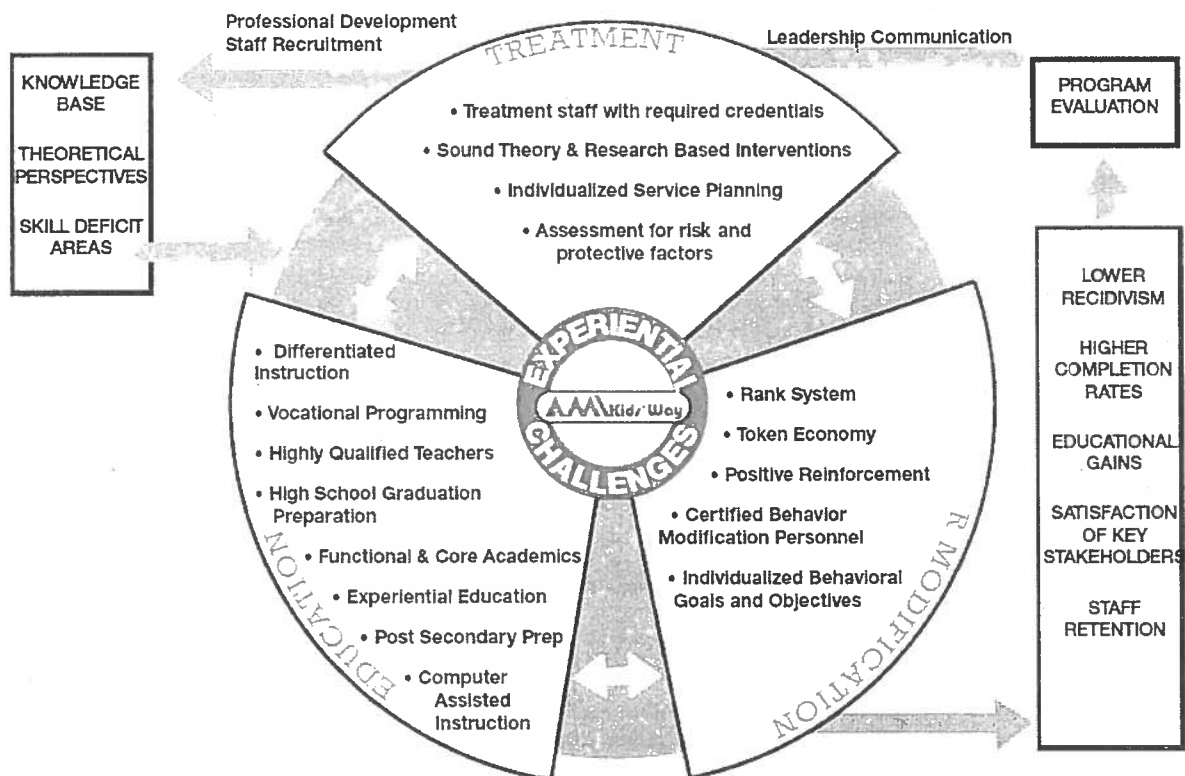 Professional Development
Staff Recruitment
Leadership Communication
KNOWLEDGE
BASE
THEORETICAL
PERSPECTIVES
SKILL DEFICIT
AREAS
TREATMENT
• Treatment staff with required credentials
• Sound Theory & Research Based Interventions
• Individualized Service Planning
• Assessment for risk and
protective factors
PROGRAM
EVALUATION
EXPERIENTIAL
AMIKids Way
CHALLENGES
• Differentiated
Instruction
• Vocational Programming
• Highly Qualified Teachers
• High School Graduation
Preparation
• Functional & Core Academics
• Experiential Education
• Post Secondary Prep
• Computer
Assisted
Instruction
EDUCATION
• Rank System
• Token Economy
• Positive Reinforcement
• Certified Behavior
Modification Personnel
• Individualized Behavioral
Goals and Objectives
R MODIFICATION
LOWER
RECIDIVISM
HIGHER
COMPLETION
RATES
EDUCATIONAL
GAINS
SATISFACTION
OF KEY
STAKEHOLDERS
STAFF
RETENTION